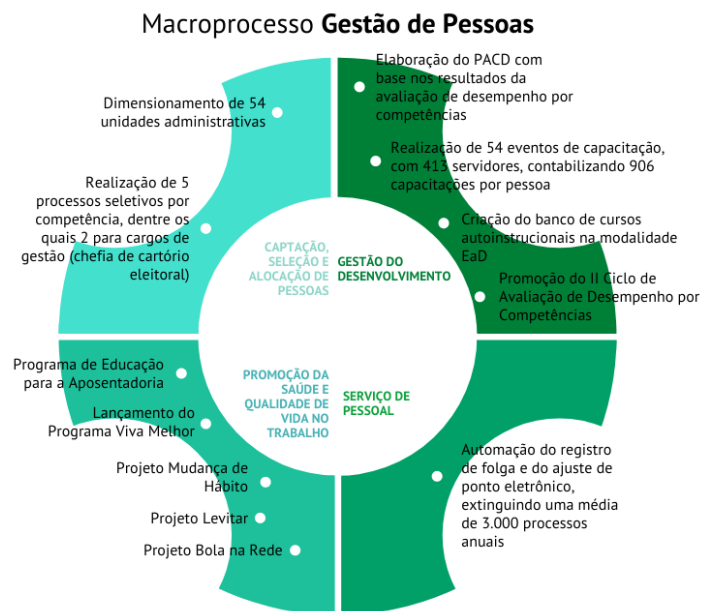 Macroprocesso Gestão de Pessoas
Dimensionamento de 54
unidades administrativas
Realização de 5
processos seletivos por
competência, dentre os
quais 2 para cargos de
gestão (chefia de cartório
eleitoral)
Elaboração do PACD com
base nos resultados da
avaliação de desempenho por
competências
Realização de 54 eventos de capacitação,
com 413 servidores, contabilizando 906
capacitações por pessoa
Criação do banco de cursos
autoinstrucionais na modalidade
EaD
Promoção do II Ciclo de
Avaliação de Desempenho por
Competências
CAPTAÇÃO,
SELEÇÃO E
ALOCAÇÃO DE
PESSOAS
GESTÃO DO
DESENVOLVIMENTO
PROMOÇÃO DA
SAÚDE E
QUALIDADE DE
VIDA NO
TRABALHO
SERVIÇO DE
PESSOAL
Programa de Educação
para a Aposentadoria
Lançamento do
Programa Viva Melhor
Projeto Mudança de
Hábito
Projeto Levitar
Projeto Bola na Rede
Automação do registro
de folga e do ajuste de
ponto eletrônico,
extinguindo uma média
de 3.000 processos
anuais